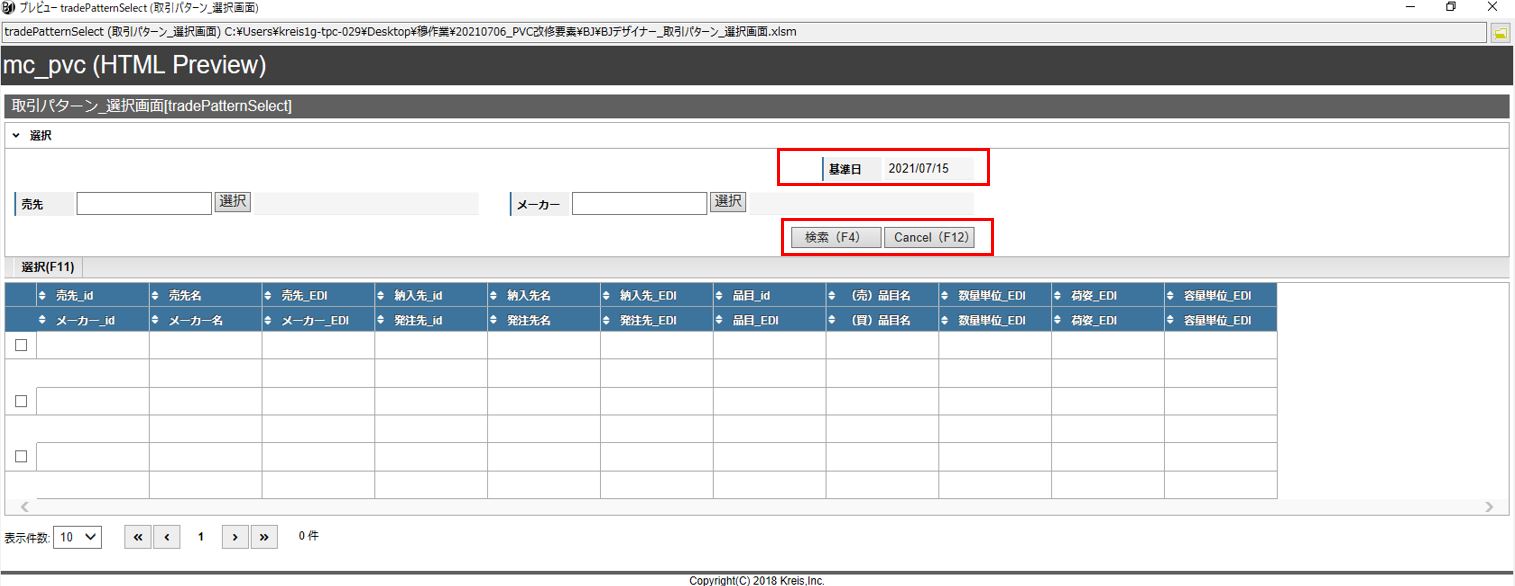 プレビュー tradePatternSelect (取引パターン_選択画面)
tradePatternSelect (取引パターン_選択画面) C:¥Users¥kreis1g-tpc-029¥Desktop¥穆作業¥20210706_PVC改修要素¥BJ¥BJデザイナー_取引パターン_選択画面.xlsm
mc_pvc (HTML Preview)
取引パターン_選択画面[tradePatternSelect]
選択
基準日 2021/07/15
売先 選択 メーカー 選択
検索（F4） Cancel（F12）
選択(F11)
売先_id 売先名 売先_EDI 納入先_id 納入先名 納入先_EDI 品目_id （売）品目名 数量単位_EDI 荷姿_EDI 容量単位_EDI
メーカー_id メーカー名 メーカー_EDI 発注先_id 発注先名 発注先_EDI 品目_EDI （買）品目名 数量単位_EDI 荷姿_EDI 容量単位_EDI
表示件数: 10 « ‹ 1 › » 0 件
Copyright(C) 2018 Kreis,Inc.